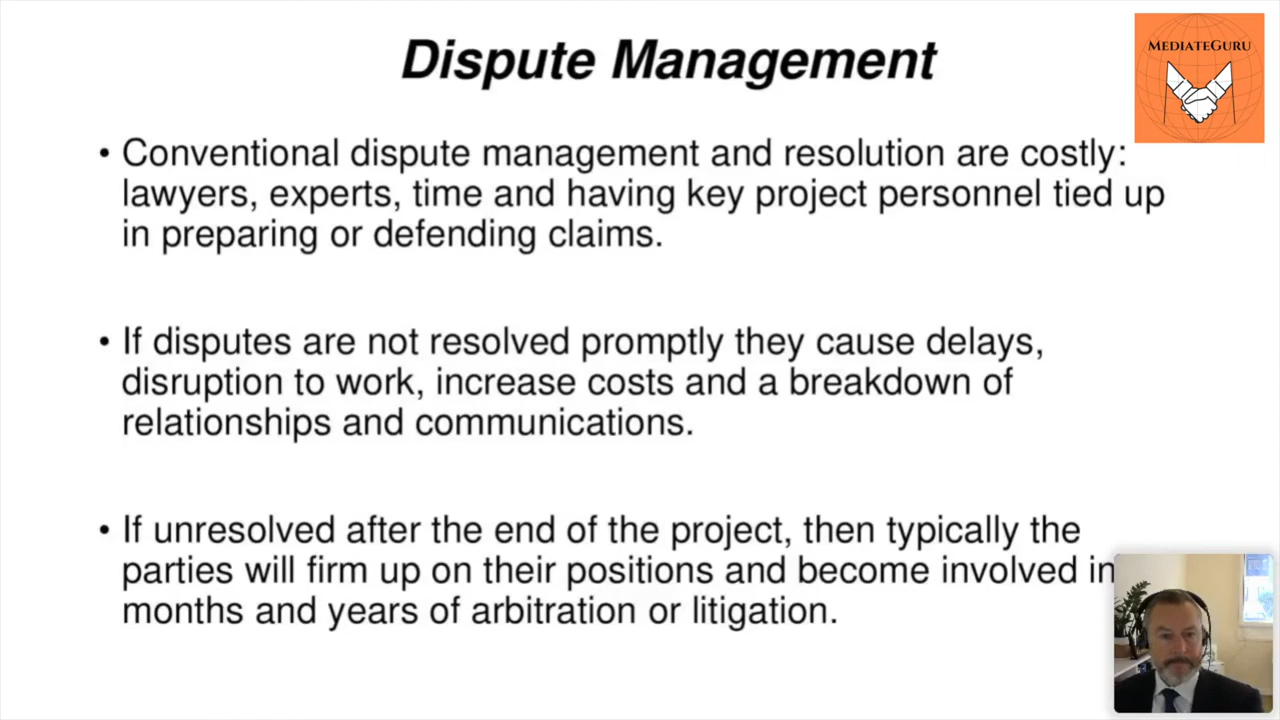 Dispute Management
MEDIATEGURU
• Conventional dispute management and resolution are costly:
lawyers, experts, time and having key project personnel tied up
in preparing or defending claims.
• If disputes are not resolved promptly they cause delays,
disruption to work, increase costs and a breakdown of
relationships and communications.
• If unresolved after the end of the project, then typically the
parties will firm up on their positions and become involved in
months and years of arbitration or litigation.